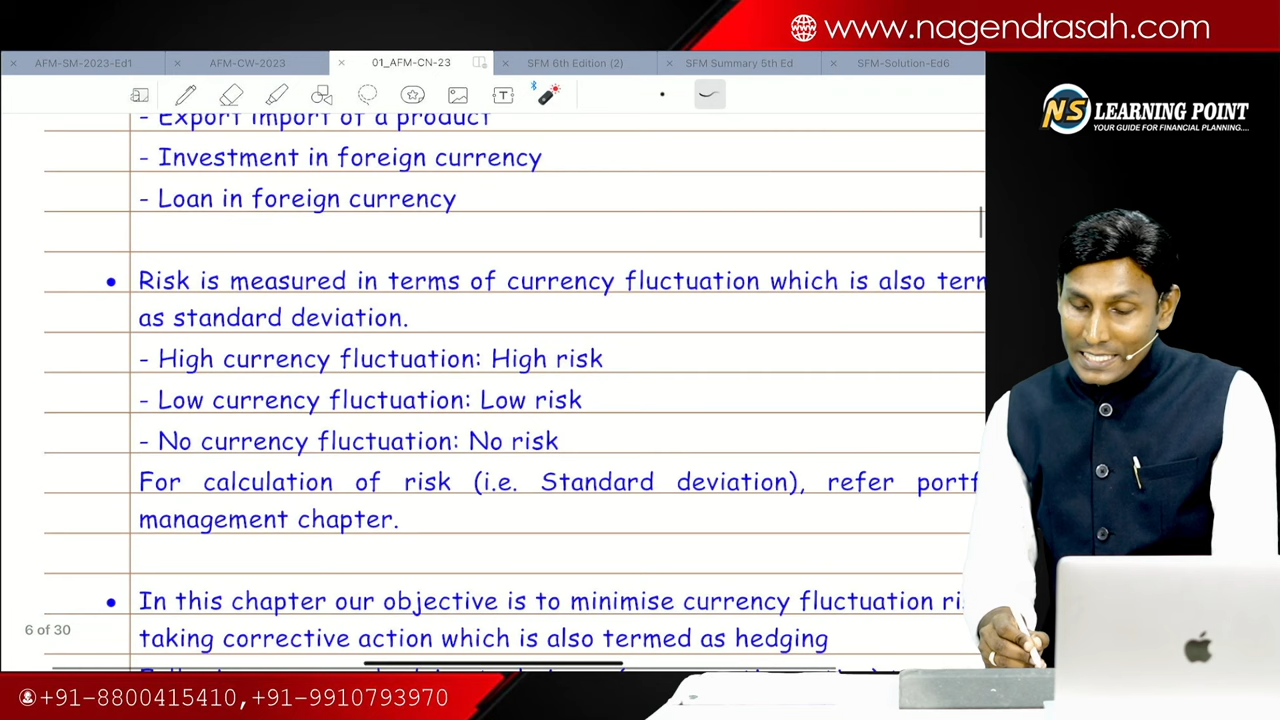 www.nagendrasah.com
AFM-SM-2023-Ed1
AFM-CW-2023
01_AFM-CN-23
SFM 6th Edition (2)
SFM Summary 5th Ed
SFM-Solution-Ed6
NS LEARNING POINT
YOUR GUIDE FOR FINANCIAL PLANNING....
- Export import of a product
- Investment in foreign currency
- Loan in foreign currency
• Risk is measured in terms of currency fluctuation which is also term
as standard deviation.
- High currency fluctuation: High risk
- Low currency fluctuation: Low risk
- No currency fluctuation: No risk
For calculation of risk (i.e. Standard deviation), refer portf
management chapter.
• In this chapter our objective is to minimise currency fluctuation ri
taking corrective action which is also termed as hedging
6 of 30
+91-8800415410,+91-9910793970